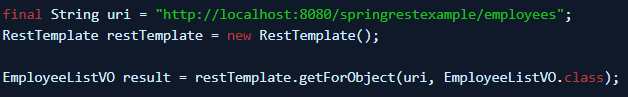 final String uri = "http://localhost:8080/springrestexample/employees";
RestTemplate restTemplate = new RestTemplate();
EmployeeListVO result = restTemplate.getForObject(uri, EmployeeListVO.class);